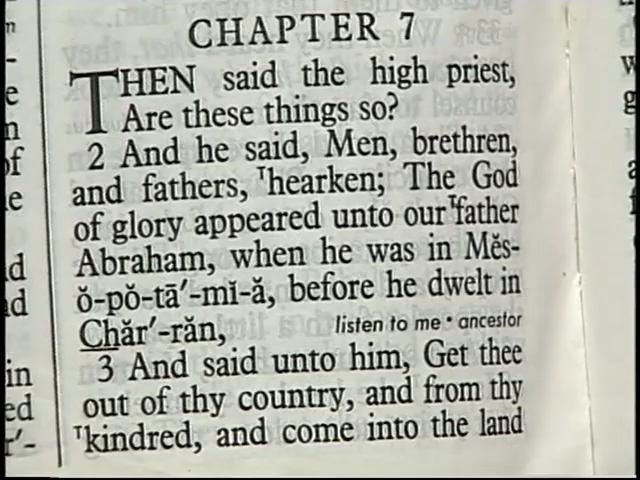 CHAPTER 7
THEN said the high priest,
Are these things so?
2 And he said, Men, brethren,
and fathers, ᵀhearken; The God
of glory appeared unto our ᵀfather
Abraham, when he was in Mĕs-
ŏ-pŏ-tā′-mĭ-ă, before he dwelt in
Chăr′-răn, listen to me • ancestor
3 And said unto him, Get thee
out of thy country, and from thy
ᵀkindred, and come into the land